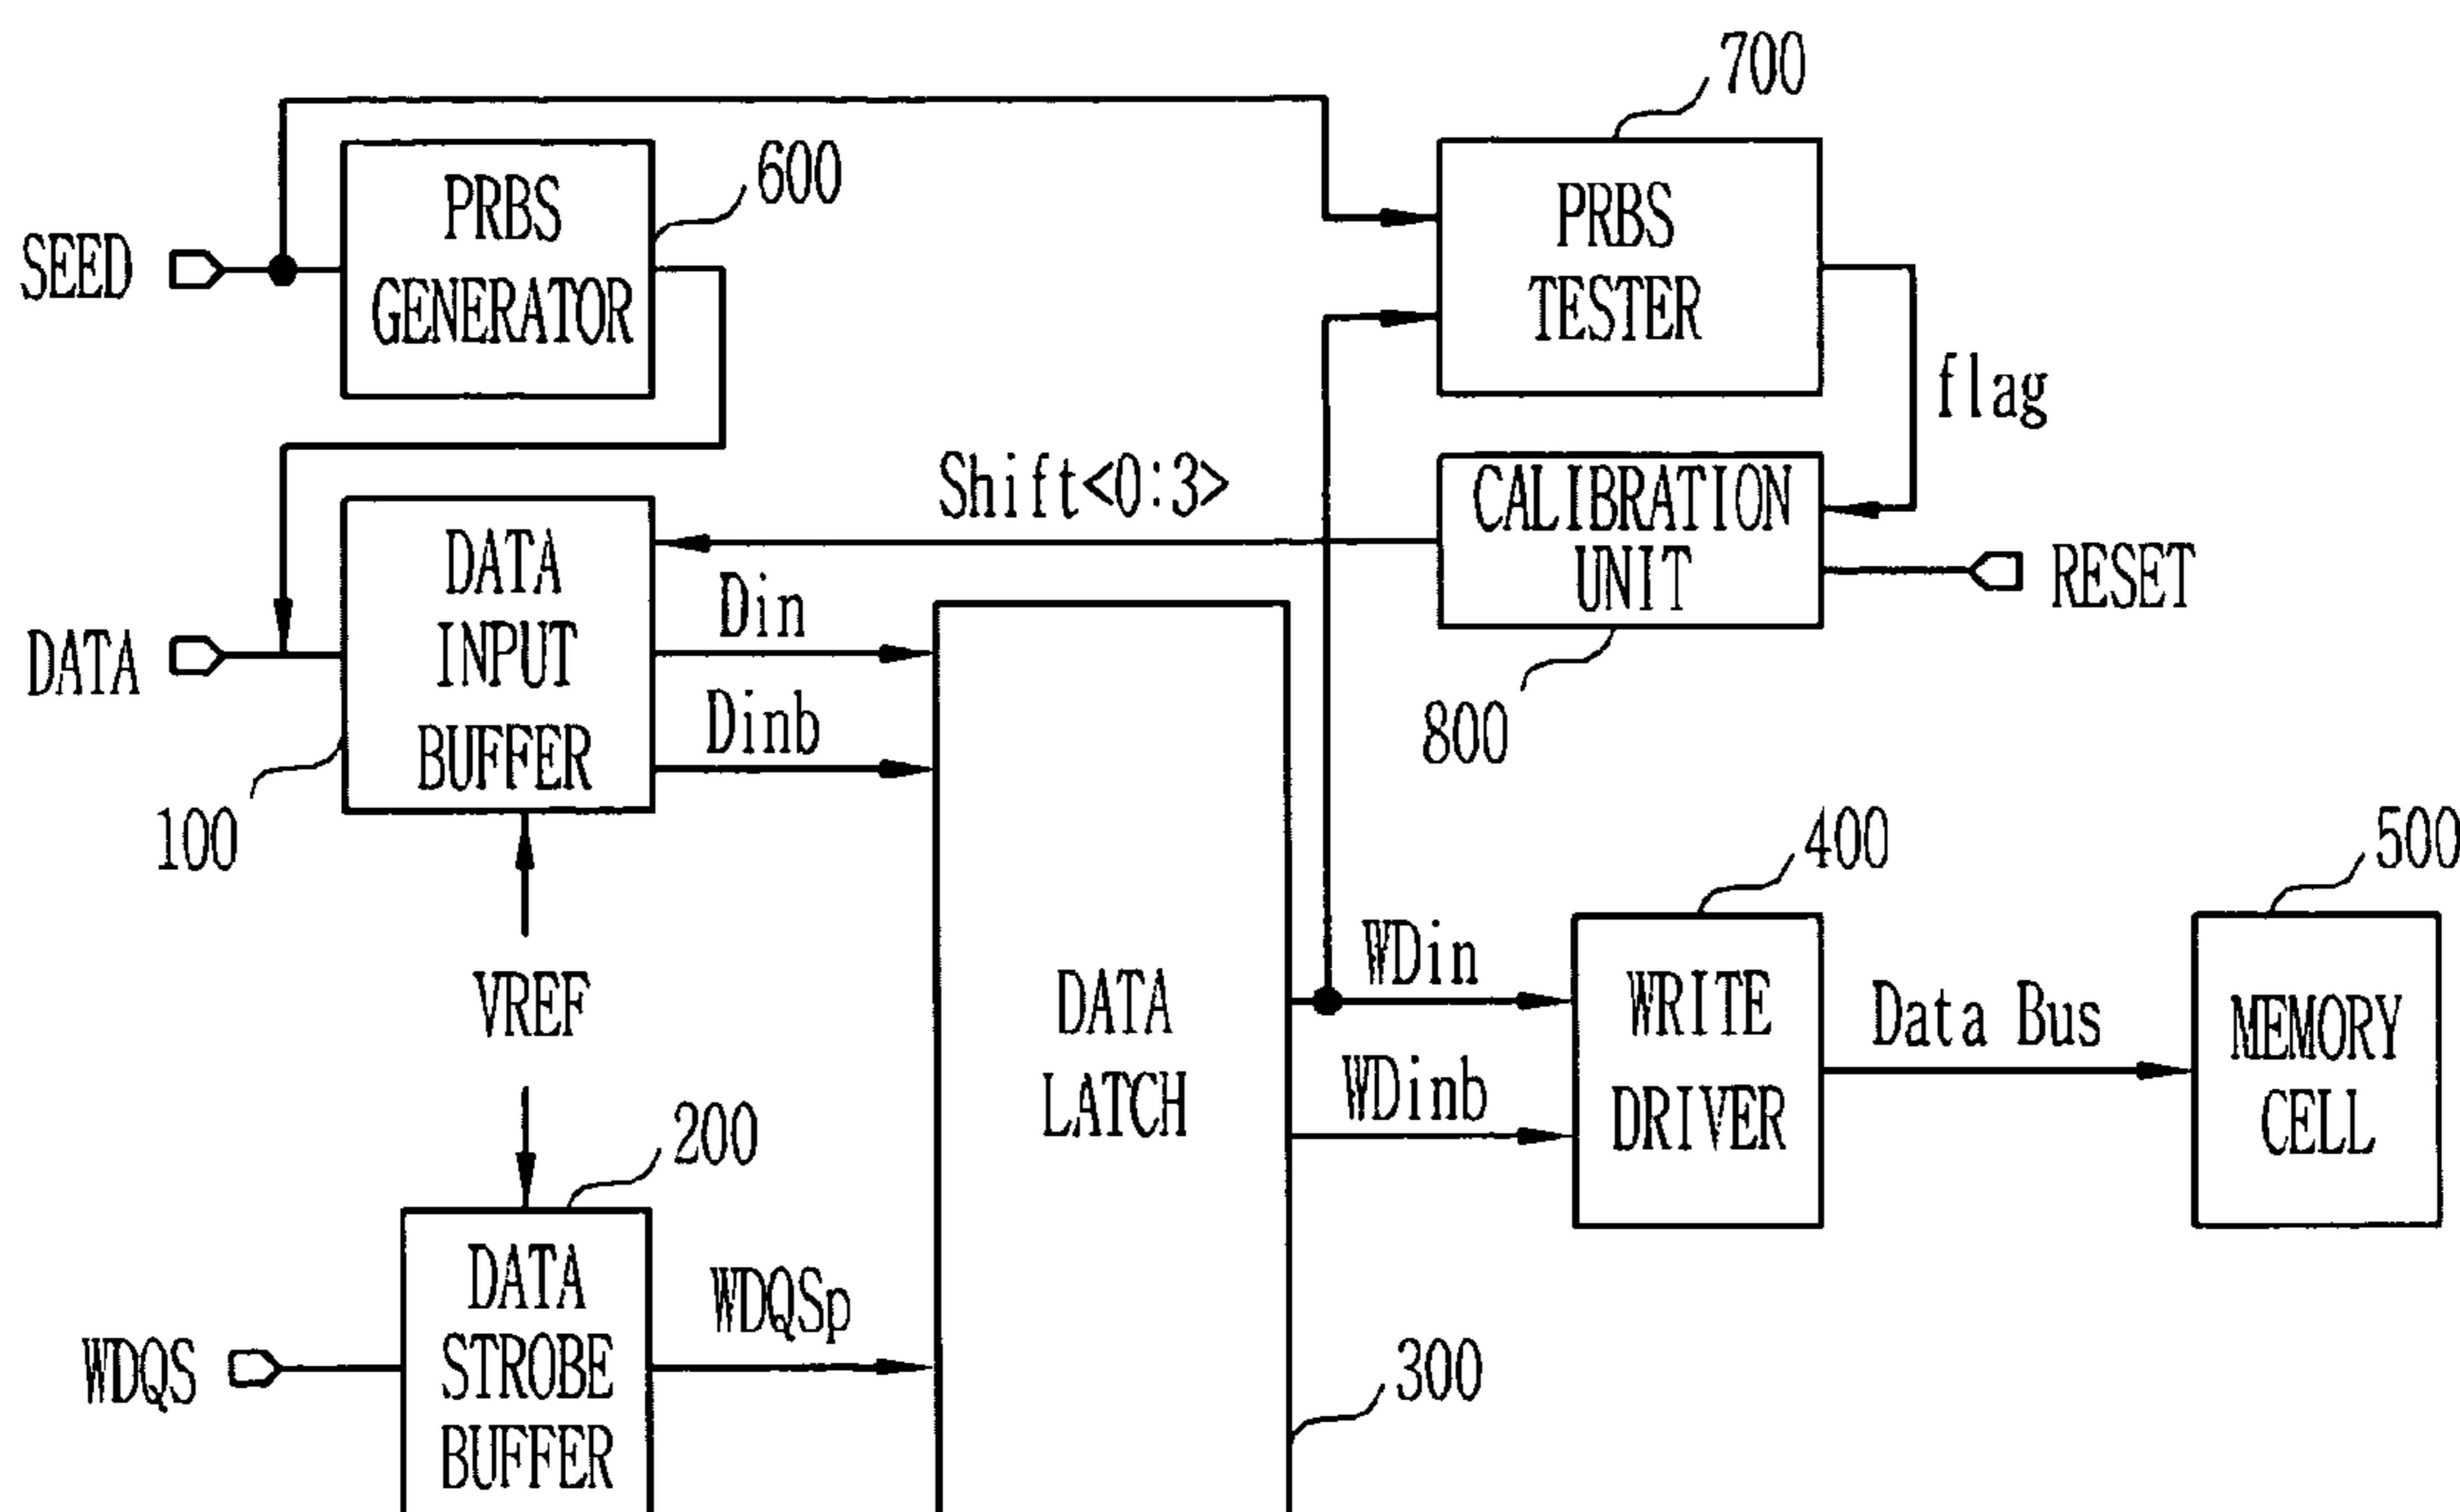 700
600
PRBS
GENERATOR
PRBS
TESTER
SEED
flag
Shift<0:3>
CALIBRATION
UNIT
RESET
DATA
INPUT
BUFFER
Din
DATA
Dinb
800
100
400
500
VREF
WDin
DATA
LATCH
WRITE
DRIVER
Data Bus
MEMORY
CELL
WDinb
200
DATA
STROBE
BUFFER
WDQSp
WDQS
300